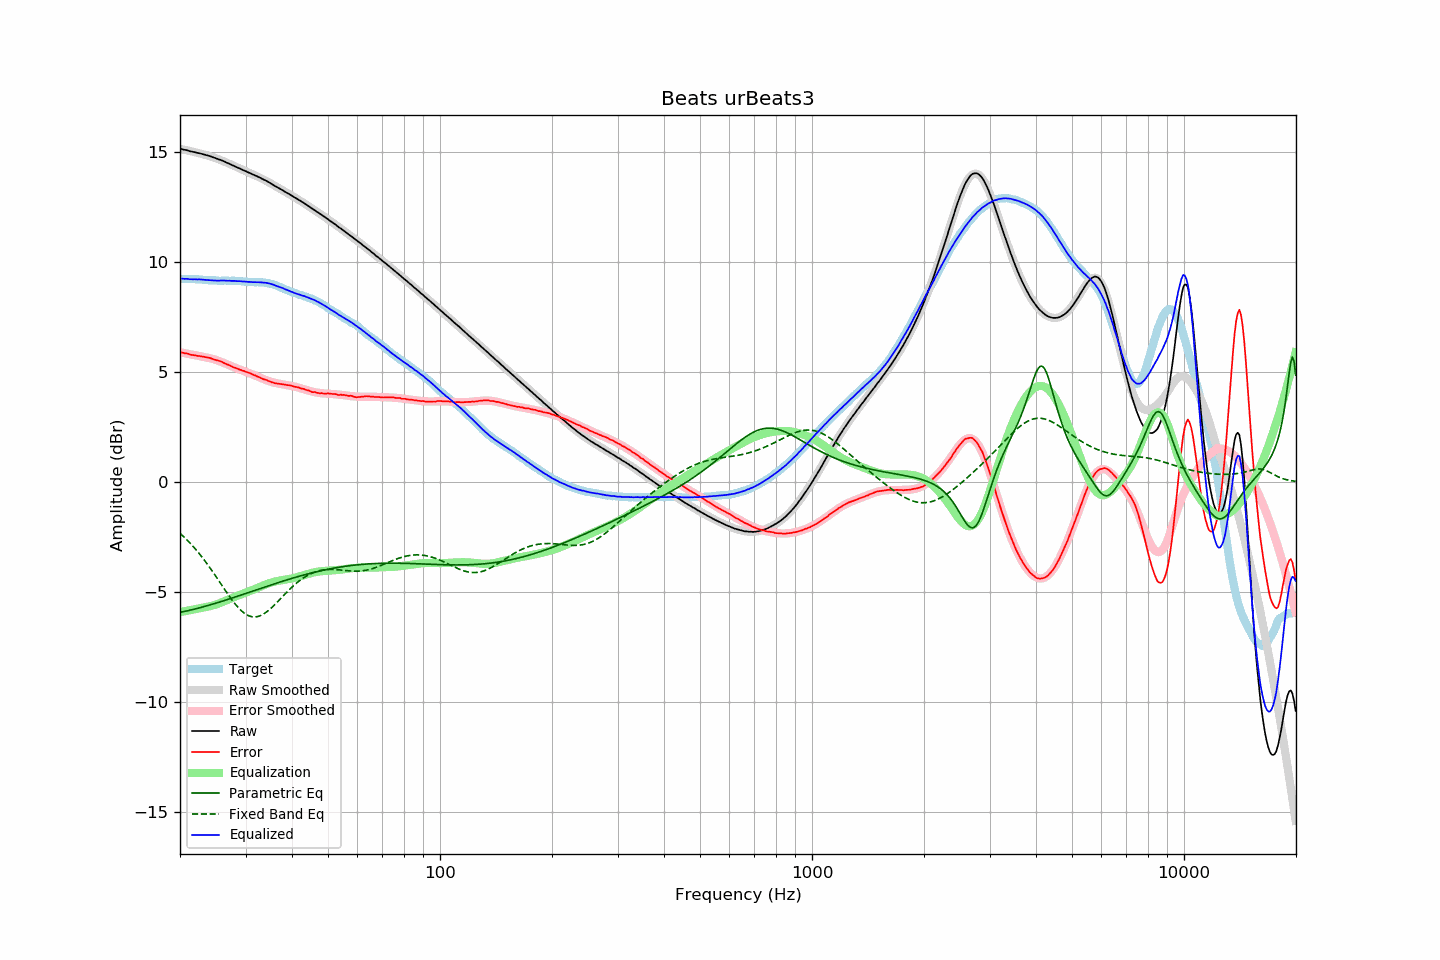 Beats urBeats3
15
10
5
0
−5
−10
−15
Amplitude (dBr)
Target
Raw Smoothed
Error Smoothed
Raw
Error
Equalization
Parametric Eq
Fixed Band Eq
Equalized
100
1000
10000
Frequency (Hz)